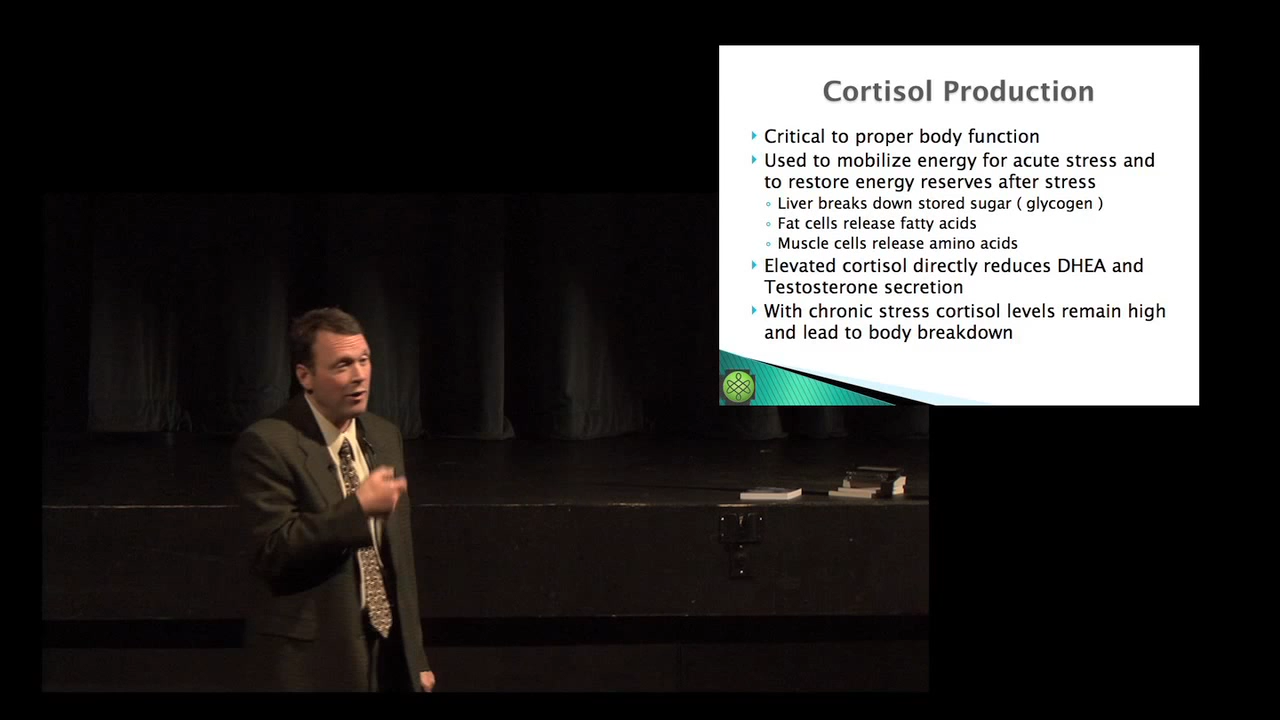 Cortisol Production
Critical to proper body function
Used to mobilize energy for acute stress and
to restore energy reserves after stress
Liver breaks down stored sugar ( glycogen )
Fat cells release fatty acids
Muscle cells release amino acids
Elevated cortisol directly reduces DHEA and
Testosterone secretion
With chronic stress cortisol levels remain high
and lead to body breakdown